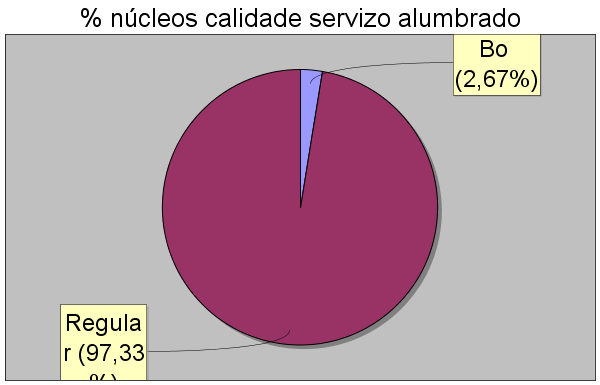 % núcleos calidade servizo alumbrado
Bo
(2,67%)
Regula
r (97,33
%)